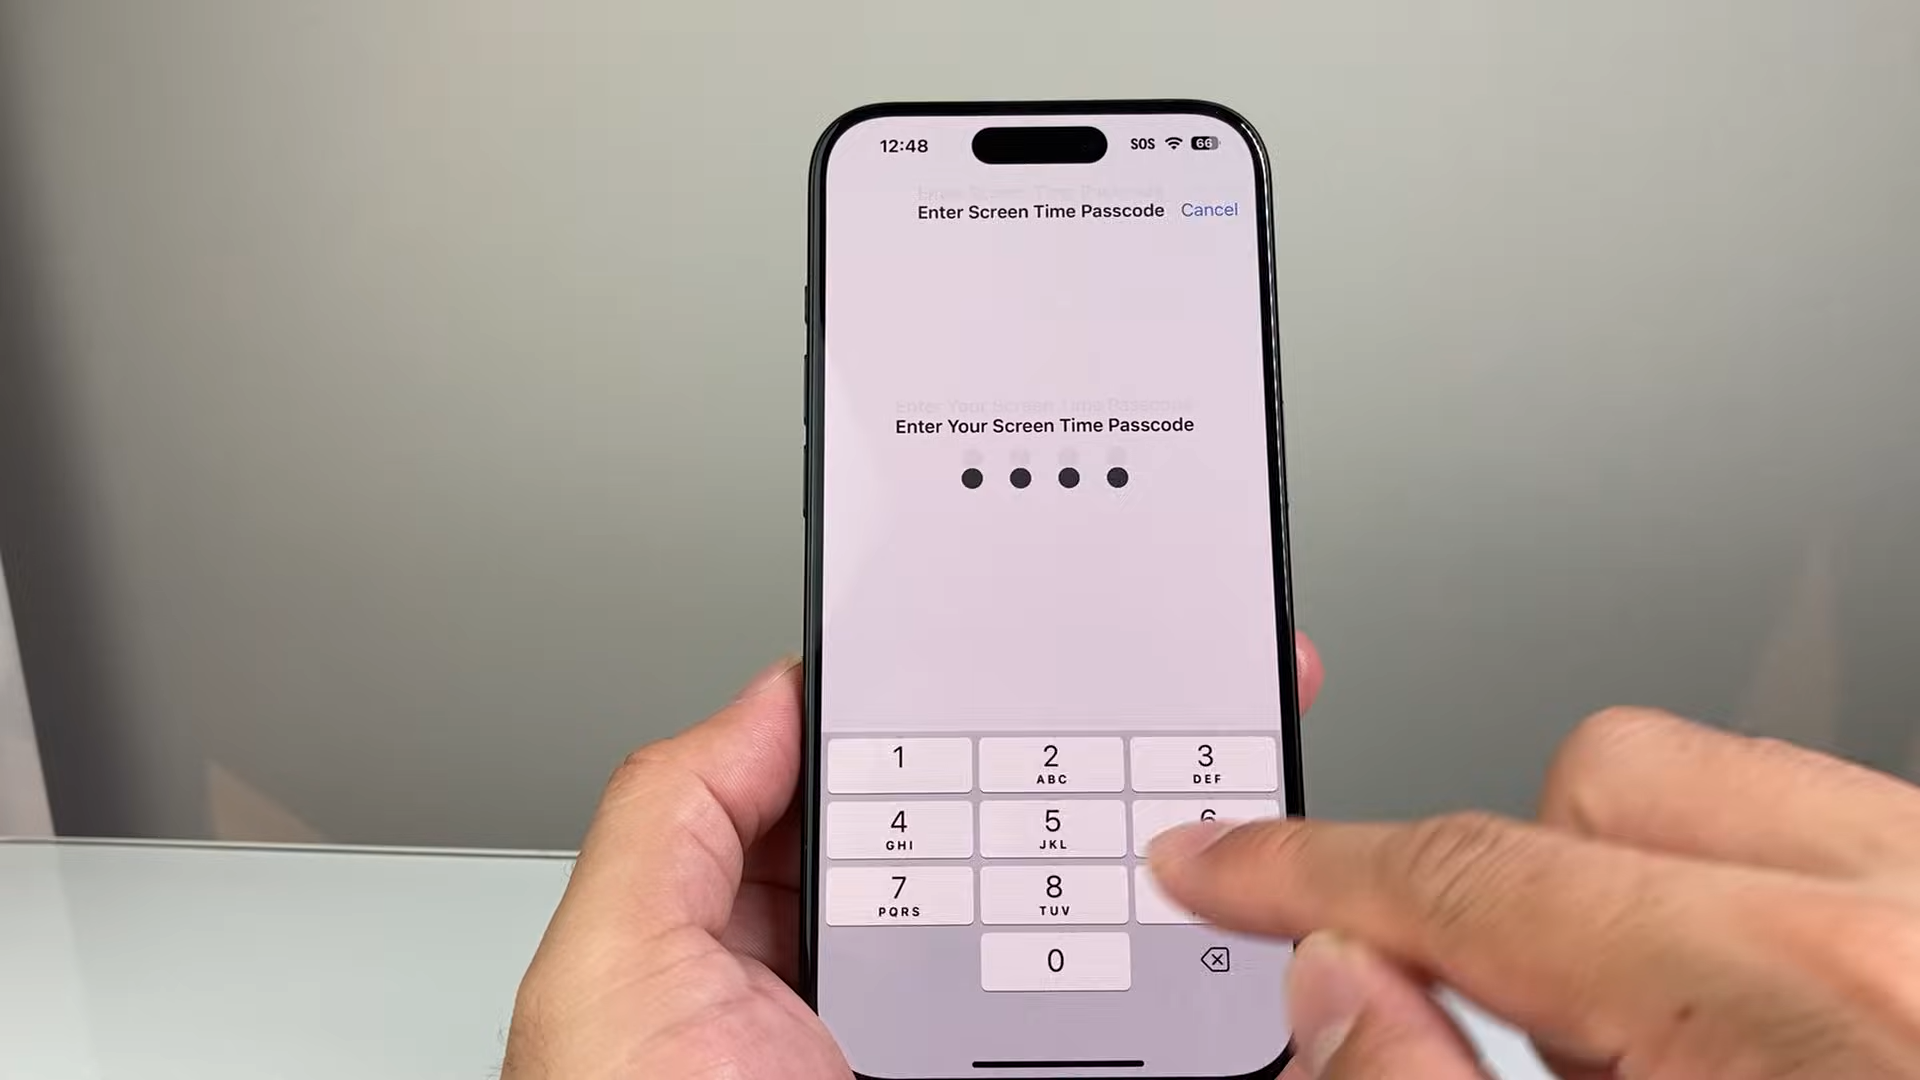 12:48 SOS 66
Enter Screen Time Passcode Cancel
Enter Your Screen Time Passcode
1 2 3
ABC DEF
4 5 6
GHI JKL
7 8
PQRS TUV
0